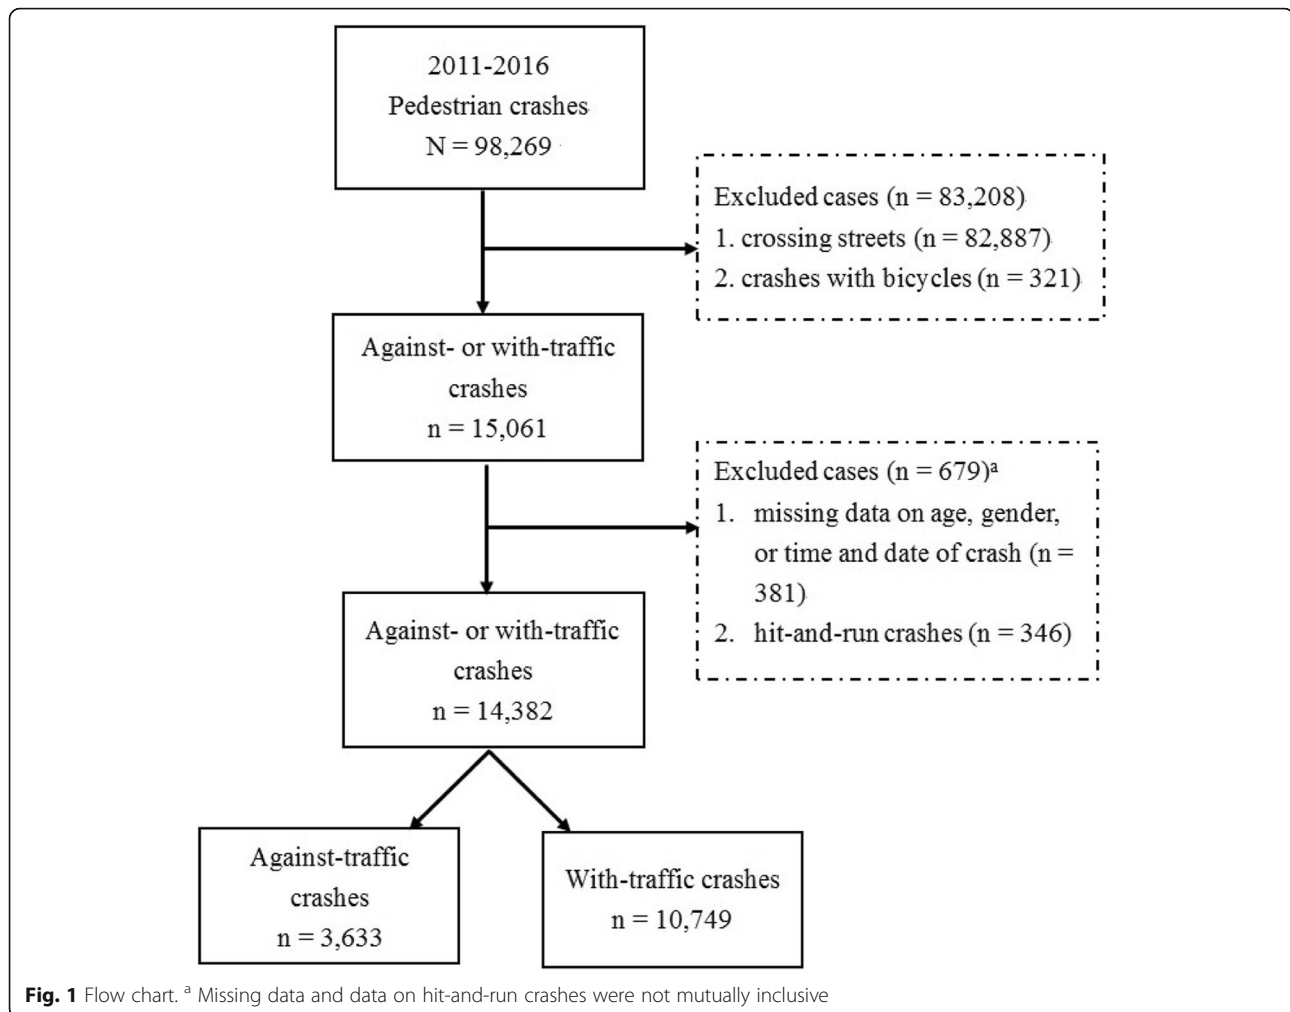 2011-2016
Pedestrian crashes
N = 98,269
Excluded cases (n = 83,208)
1. crossing streets (n = 82,887)
2. crashes with bicycles (n = 321)
Against- or with-traffic
crashes
n = 15,061
Excluded cases (n = 679)ᵃ
1. missing data on age, gender,
or time and date of crash (n =
381)
2. hit-and-run crashes (n = 346)
Against- or with-traffic
crashes
n = 14,382
Against-traffic
crashes
n = 3,633
With-traffic crashes
n = 10,749
Fig. 1 Flow chart. ᵃ Missing data and data on hit-and-run crashes were not mutually inclusive